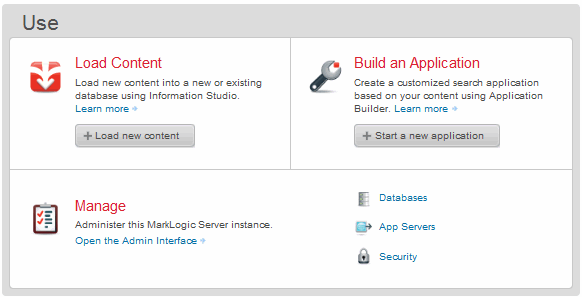 Use
Load Content
Load new content into a new or existing
database using Information Studio.
Learn more
+ Load new content
Build an Application
Create a customized search application
based on your content using Application
Builder. Learn more
+ Start a new application
Manage
Administer this MarkLogic Server instance.
Open the Admin Interface
Databases
App Servers
Security